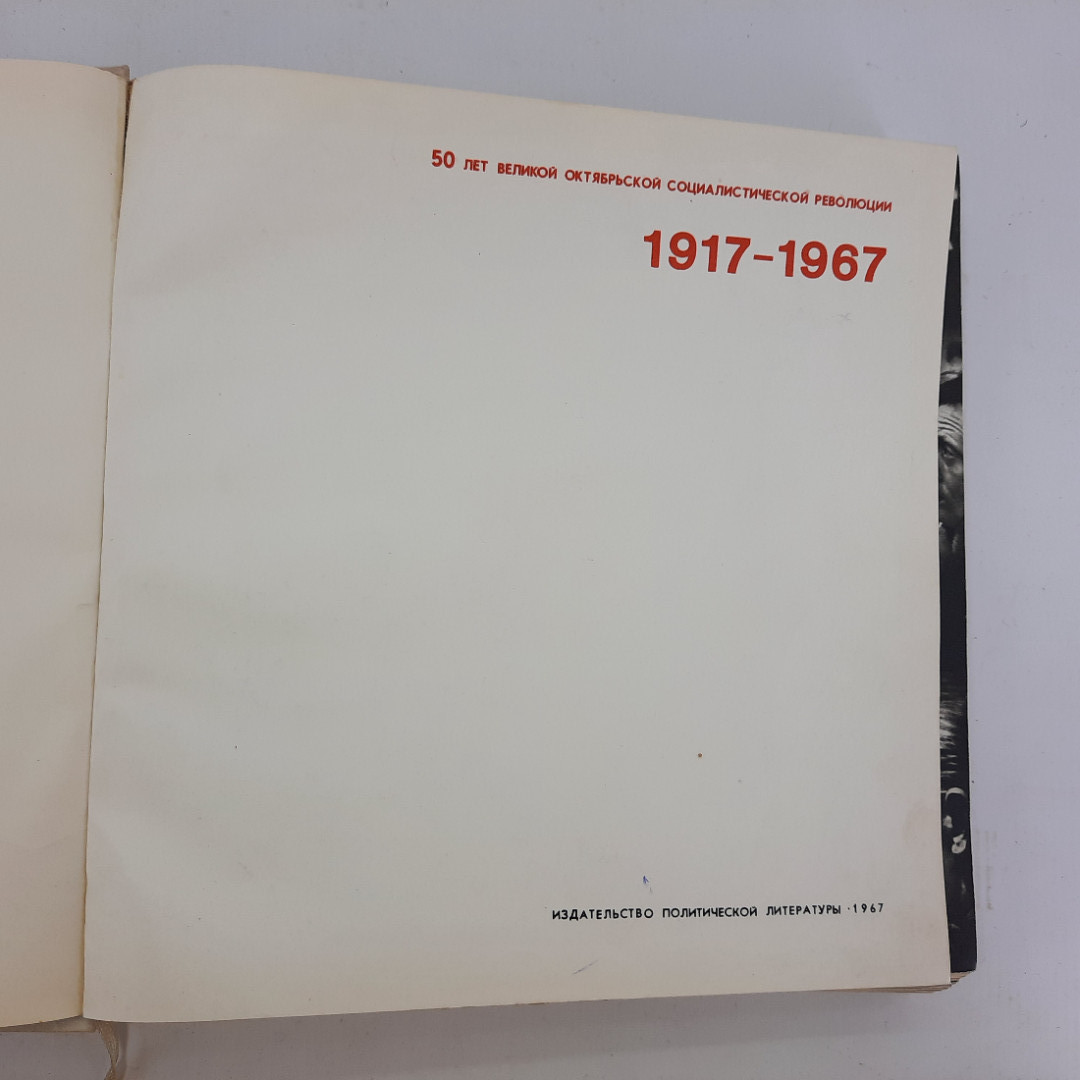 50 ЛЕТ ВЕЛИКОЙ ОКТЯБРЬСКОЙ СОЦИАЛИСТИЧЕСКОЙ РЕВОЛЮЦИИ
1917-1967
ИЗДАТЕЛЬСТВО ПОЛИТИЧЕСКОЙ ЛИТЕРАТУРЫ · 1967